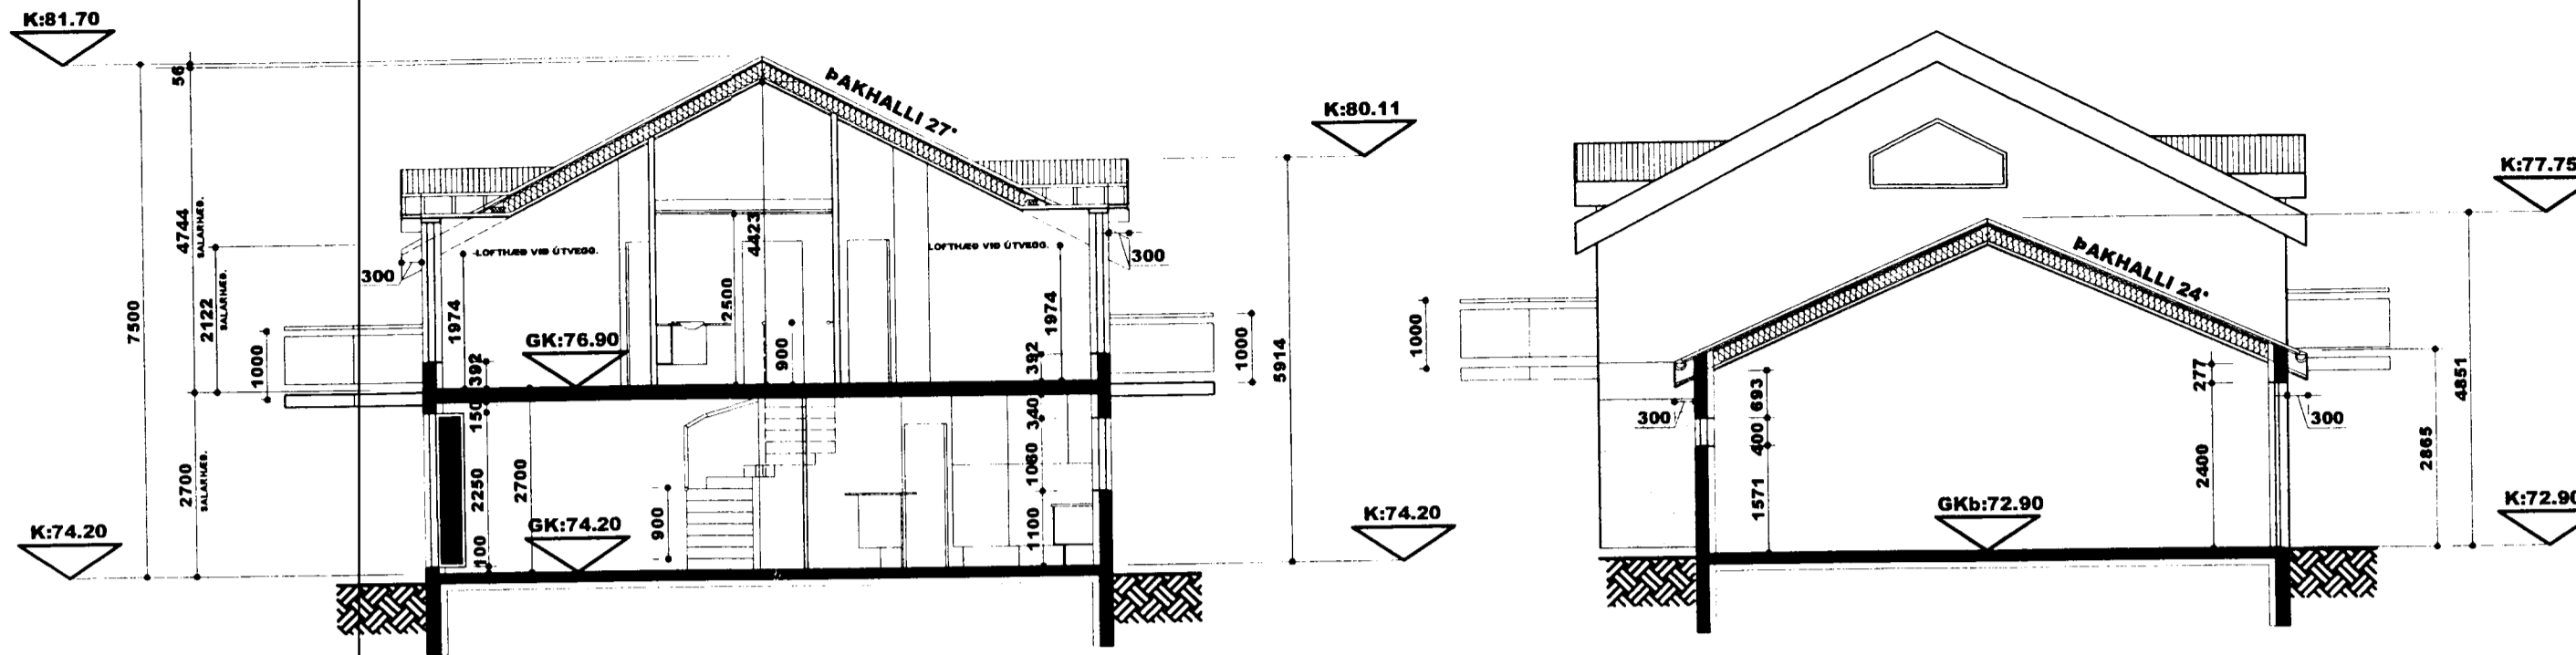 K:81.70
56
4744
SALARHÆÐ.
7500
2122
SALARHÆÐ.
1000
2700
SALARHÆÐ.
K:74.20
ÞAKHALLI 27°
300
LOFTHÆÐ VIÐ ÚTVEGG.
1974
392
GK:76.90
4423
2500
900
LOFTHÆÐ VIÐ ÚTVEGG.
1974
392
300
1000
150
2250
100
2700
GK:74.20
900
340
1060
1100
K:80.11
5914
K:74.20
1000
ÞAKHALLI 24°
300
693
400
1571
GKb:72.90
277
2400
300
2865
4851
K:77.75
K:72.90